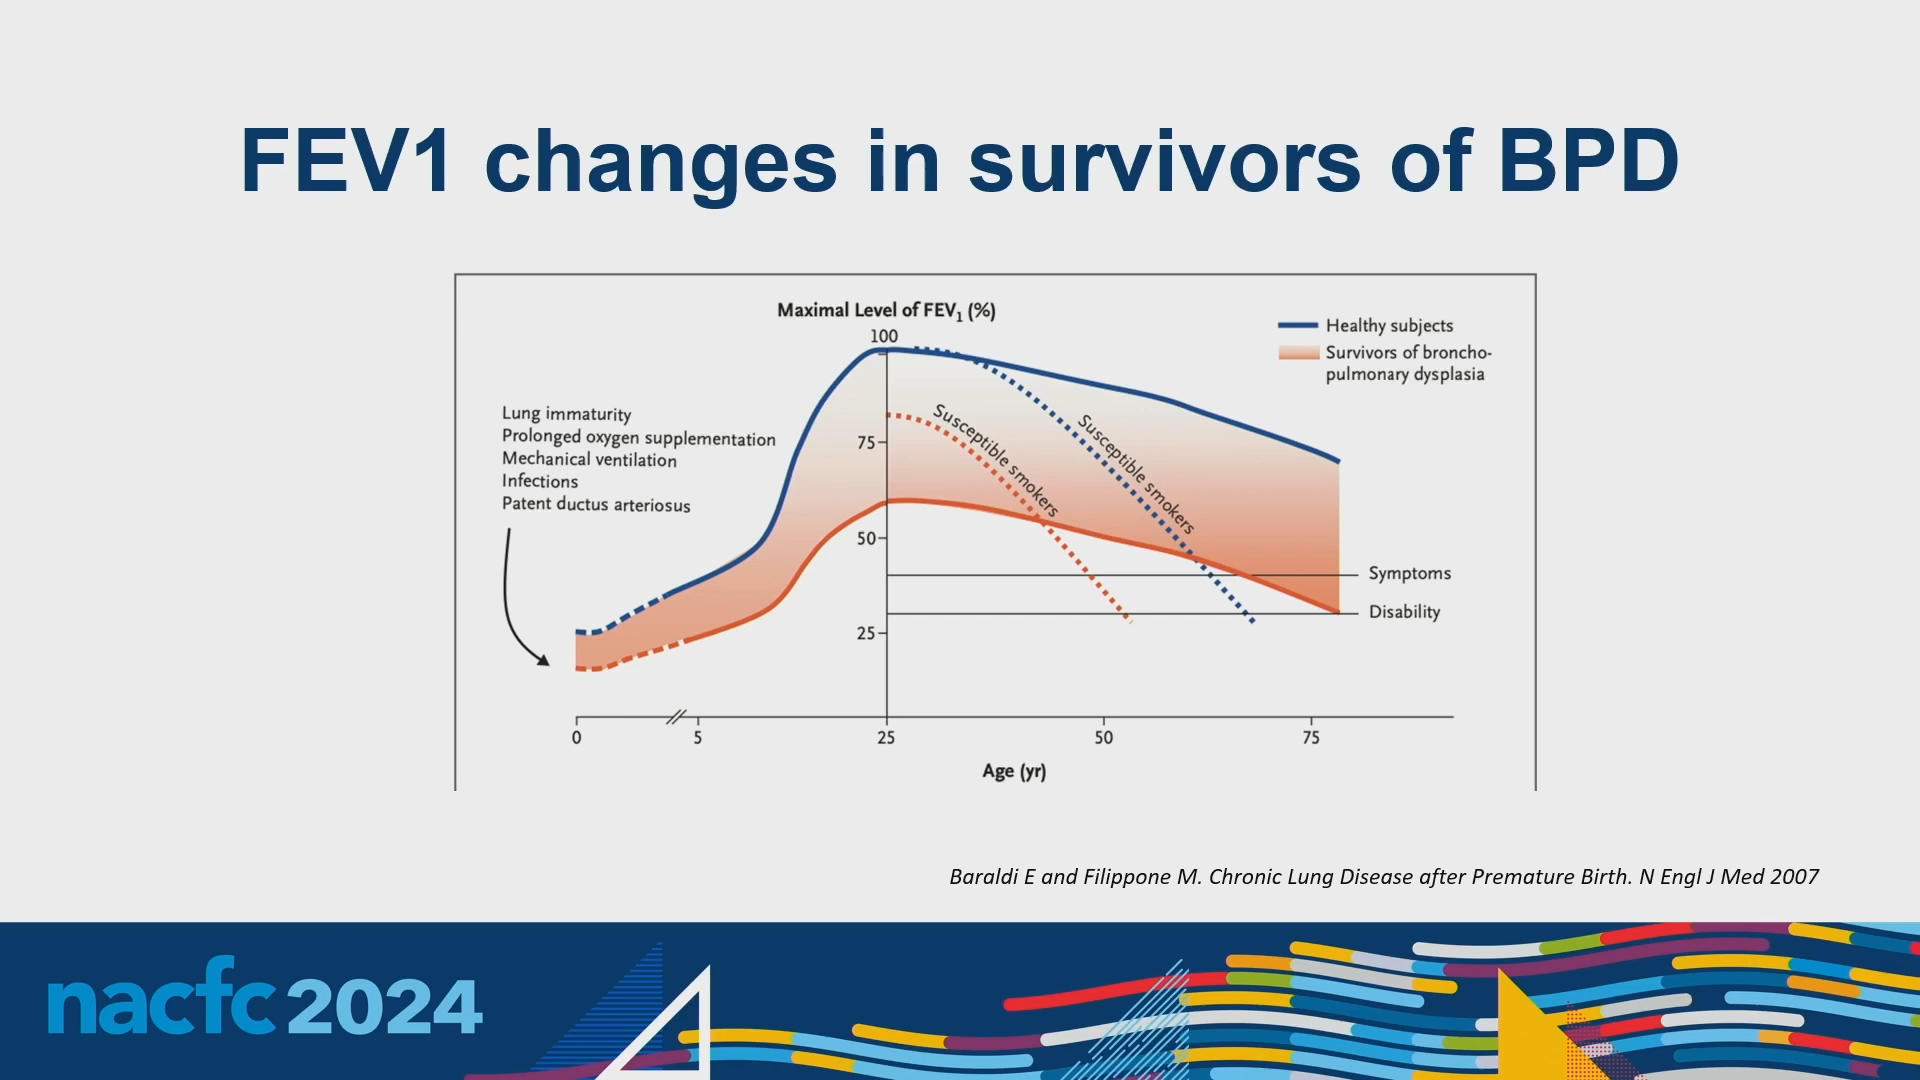 FEV1 changes in survivors of BPD
Maximal Level of FEV1 (%)
100
75
50
25
Healthy subjects
Survivors of broncho-
pulmonary dysplasia
Lung immaturity
Prolonged oxygen supplementation
Mechanical ventilation
Infections
Patent ductus arteriosus
Susceptible smokers
Susceptible smokers
Symptoms
Disability
0 5 25 50 75
Age (yr)
Baraldi E and Filippone M. Chronic Lung Disease after Premature Birth. N Engl J Med 2007
nacfc 2024